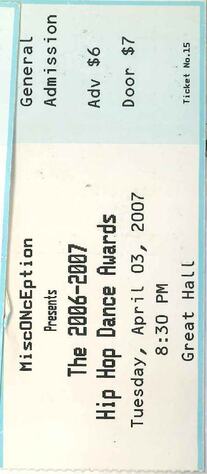 MiscONcEption
Presents
The 2006-2007
Hip Hop Dance Awards
Tuesday, April 03, 2007
8:30 PM
Great Hall
General
Admission
Adv $6
Door $7
Ticket No.15